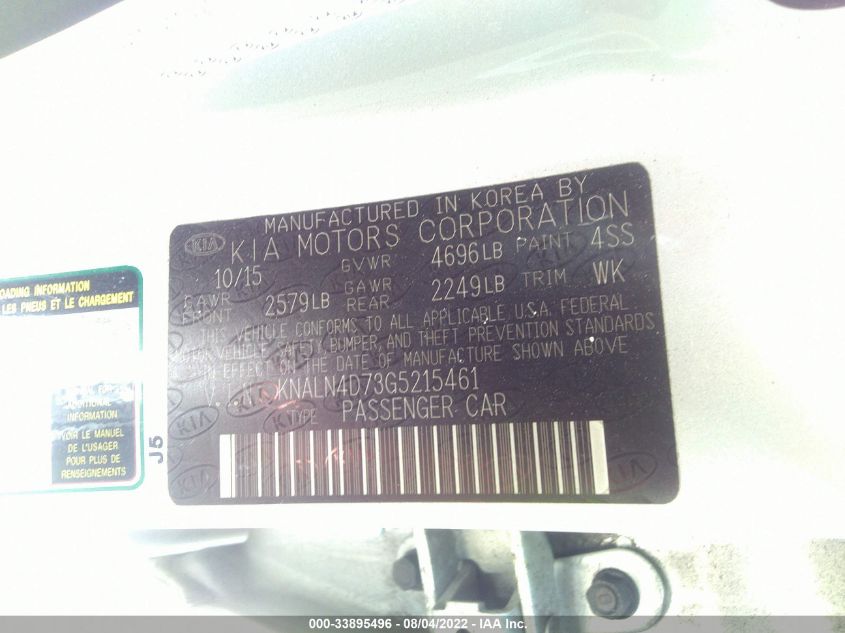 MANUFACTURED IN KOREA BY
KIA KIA MOTORS CORPORATION
10/15 GVWR 4696LB PAINT 4SS
GAWR FRONT 2579LB GAWR REAR 2249LB TRIM WK
THIS VEHICLE CONFORMS TO ALL APPLICABLE U.S.A. FEDERAL
MOTOR VEHICLE SAFETY, BUMPER, AND THEFT PREVENTION STANDARDS
IN EFFECT ON THE DATE OF MANUFACTURE SHOWN ABOVE
KNALN4D73G5215461
TYPE PASSENGER CAR
OADING INFORMATION
LES PNEUS ET LE CHARGEMENT
ADDITIONAL
INFORMATION
VOIR LE MANUEL
DE L'USAGER
POUR PLUS DE
RENSEIGNEMENTS
J5
000-33895496 - 08/04/2022 - IAA Inc.